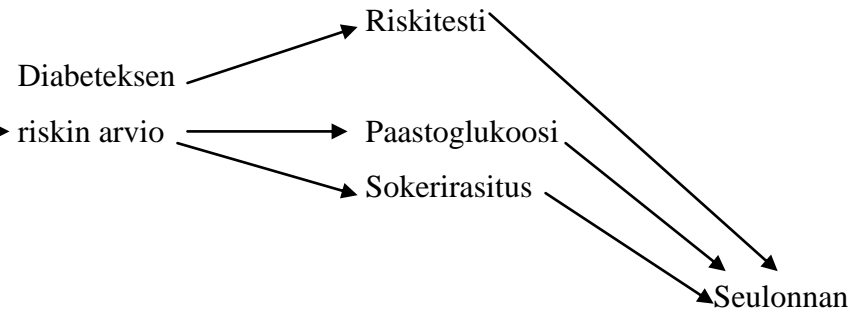 Riskitesti
Diabeteksen
riskin arvio
Paastoglukoosi
Sokerirasitus
Seulonnan